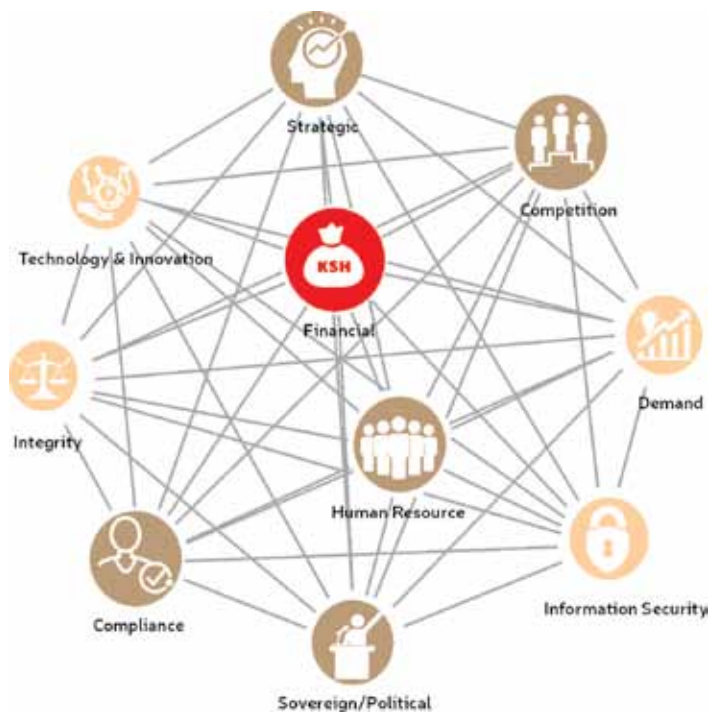 Strategic
Competition
Technology & Innovation
KSH
Financial
Demand
Integrity
Human Resource
Information Security
Compliance
Sovereign/Political